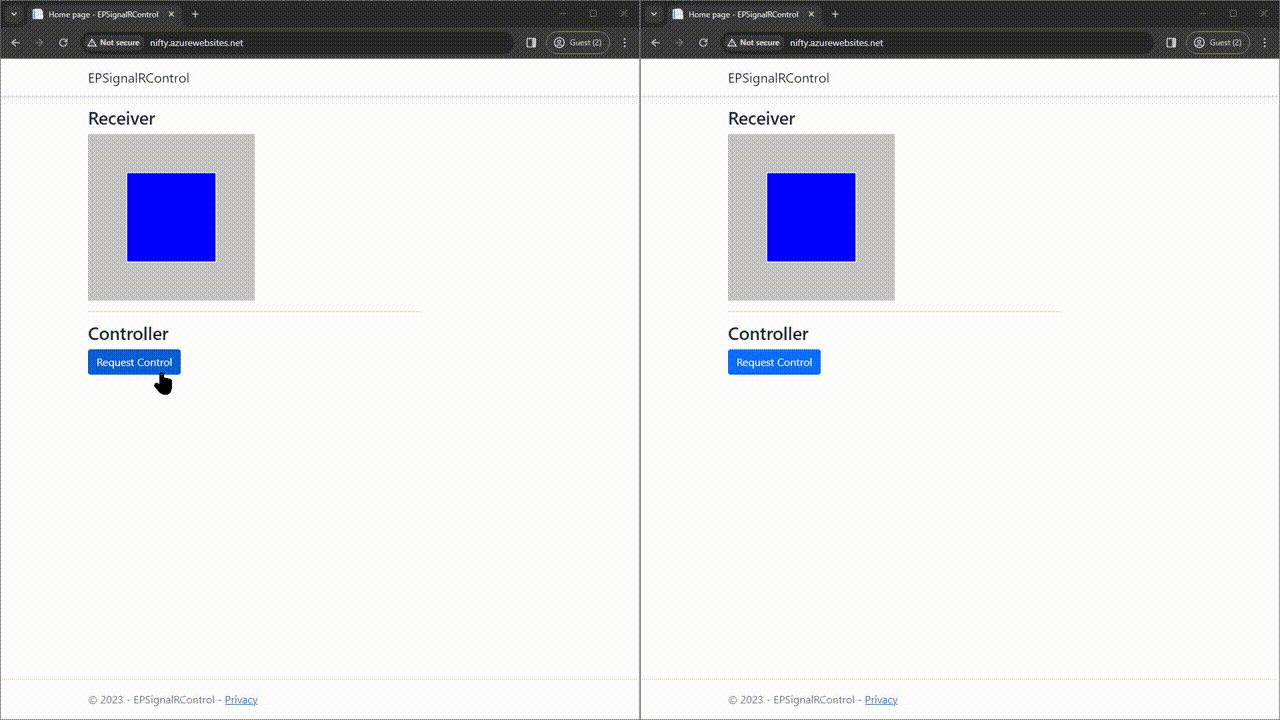 Home page - EPSignalRControl
Not secure nifty.azurewebsites.net Guest (2)
EPSignalRControl
Receiver
Controller
Request Control
© 2023 - EPSignalRControl - Privacy
Home page - EPSignalRControl
Not secure nifty.azurewebsites.net Guest (2)
EPSignalRControl
Receiver
Controller
Request Control
© 2023 - EPSignalRControl - Privacy